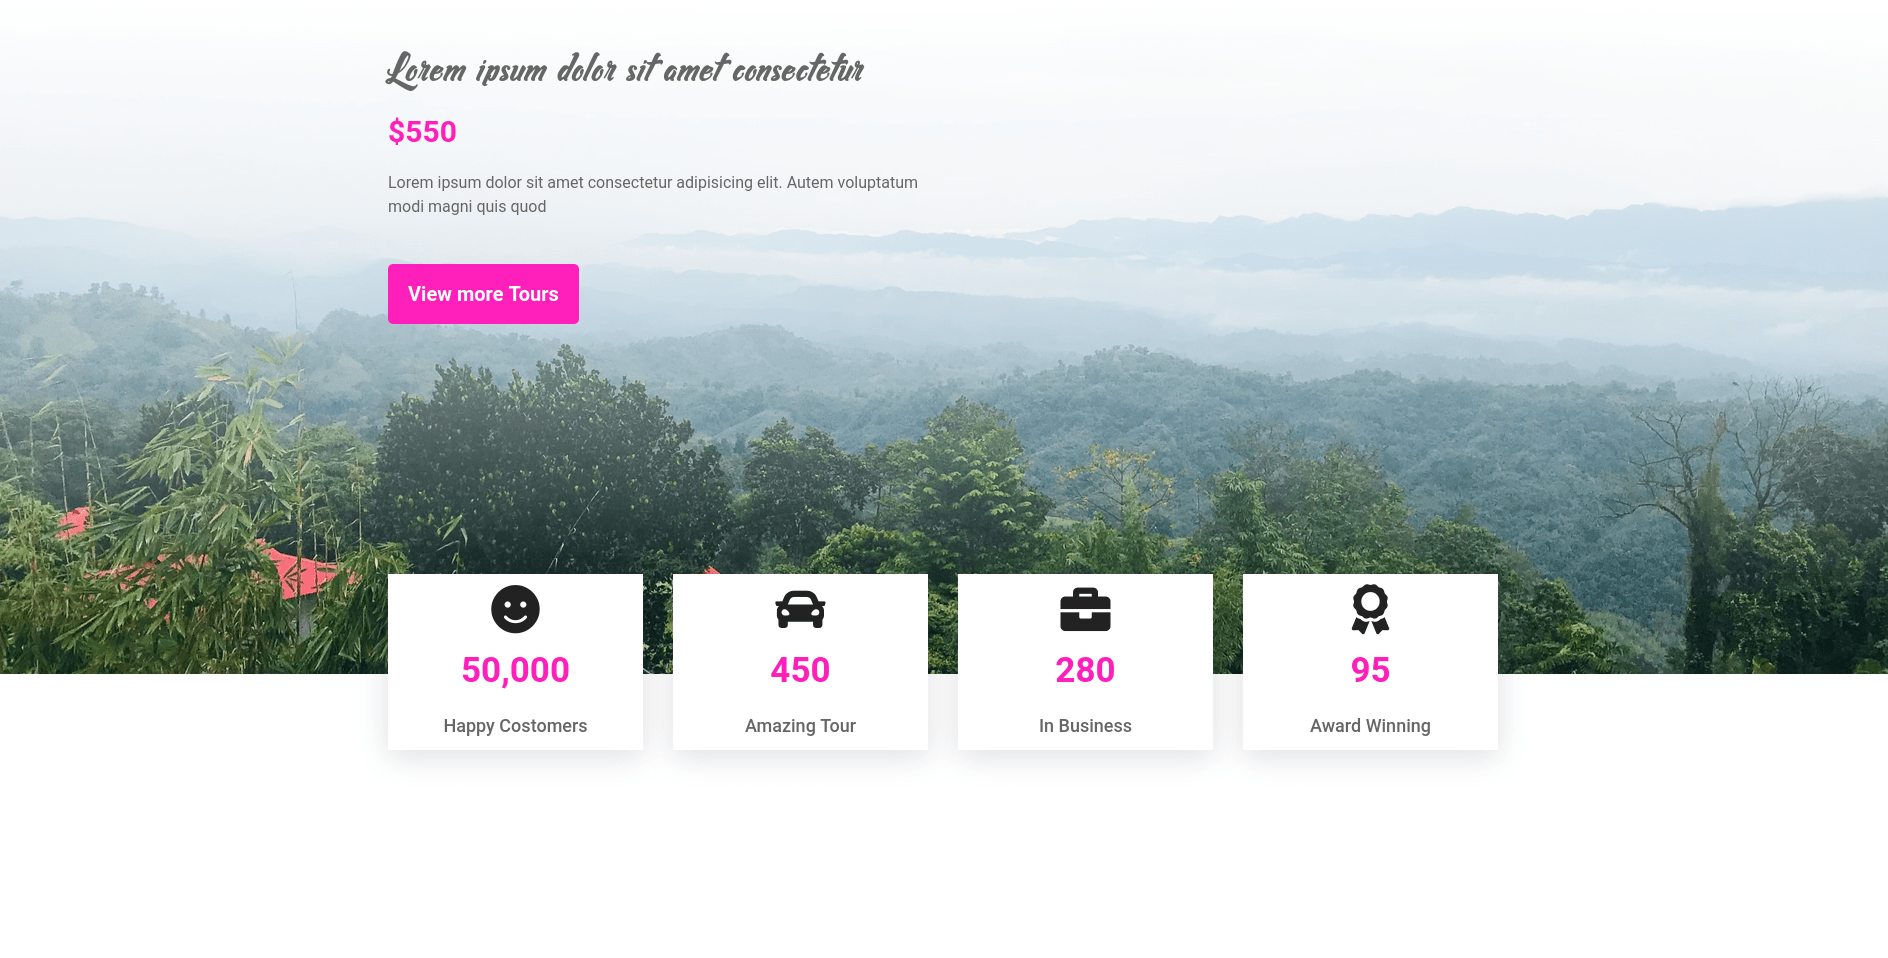 Lorem ipsum dolor sit amet consectetur
$550
Lorem ipsum dolor sit amet consectetur adipisicing elit. Autem voluptatum
modi magni quis quod
View more Tours
50,000
Happy Costomers
450
Amazing Tour
280
In Business
95
Award Winning